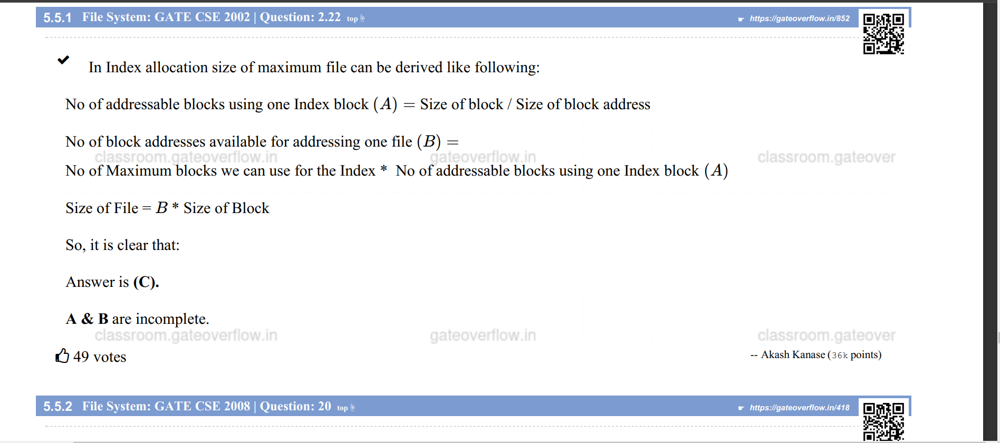 5.5.1 File System: GATE CSE 2002 | Question: 2.22 top☝ ☛ https://gateoverflow.in/852
✔ In Index allocation size of maximum file can be derived like following:
No of addressable blocks using one Index block (A) = Size of block / Size of block address
No of block addresses available for addressing one file (B) =
classroom.gateoverflow.in gateoverflow.in classroom.gateover
No of Maximum blocks we can use for the Index * No of addressable blocks using one Index block (A)
Size of File = B * Size of Block
So, it is clear that:
Answer is (C).
A & B are incomplete.
classroom.gateoverflow.in gateoverflow.in classroom.gateover
49 votes -- Akash Kanase (36k points)
5.5.2 File System: GATE CSE 2008 | Question: 20 top☝ ☛ https://gateoverflow.in/418